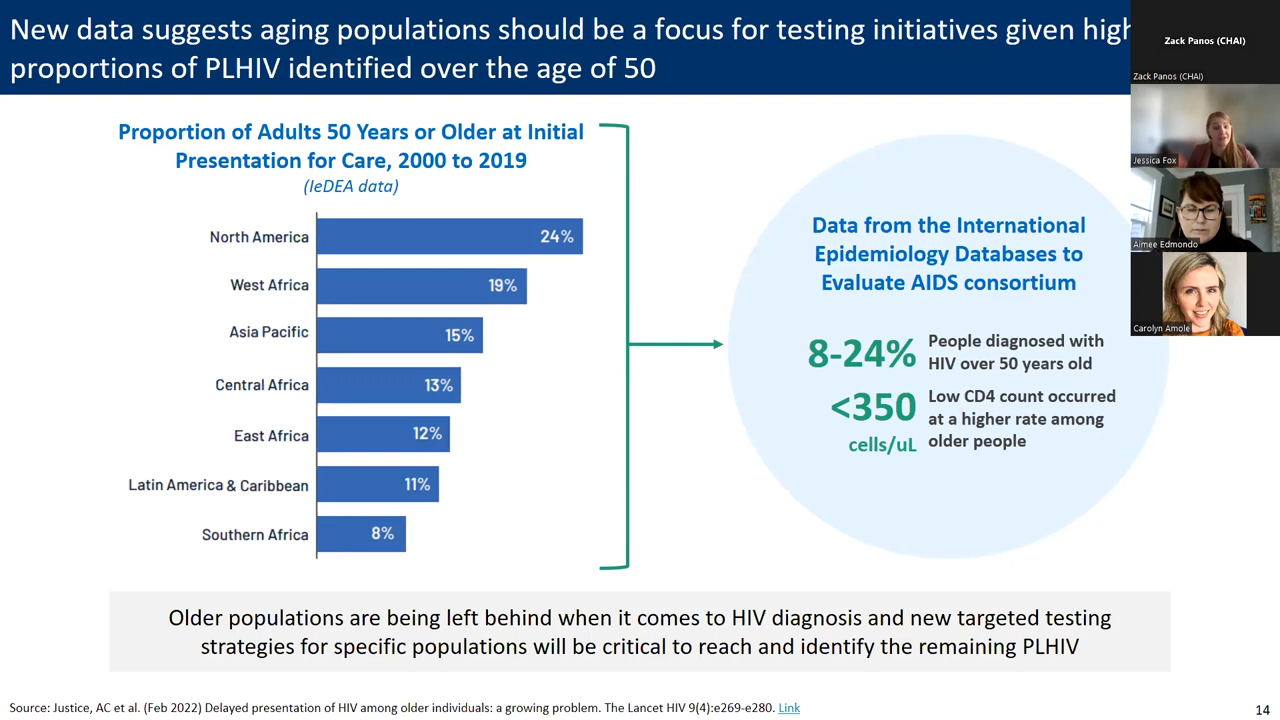 New data suggests aging populations should be a focus for testing initiatives given
proportions of PLHIV identified over the age of 50
Zack Panos (CHAI)
Zack Panos (CHAI)
Jessica Fox
Aimee Edmondo
Carolyn Amole
Proportion of Adults 50 Years or Older at Initial
Presentation for Care, 2000 to 2019
(IeDEA data)
North America 24%
West Africa 19%
Asia Pacific 15%
Central Africa 13%
East Africa 12%
Latin America & Caribbean 11%
Southern Africa 8%
Data from the International
Epidemiology Databases to
Evaluate AIDS consortium
8-24%
People diagnosed with
HIV over 50 years old
<350
cells/uL
Low CD4 count occurred
at a higher rate among
older people
Older populations are being left behind when it comes to HIV diagnosis and new targeted testing
strategies for specific populations will be critical to reach and identify the remaining PLHIV
Source: Justice, AC et al. (Feb 2022) Delayed presentation of HIV among older individuals: a growing problem. The Lancet HIV 9(4):e269-e280. Link
14